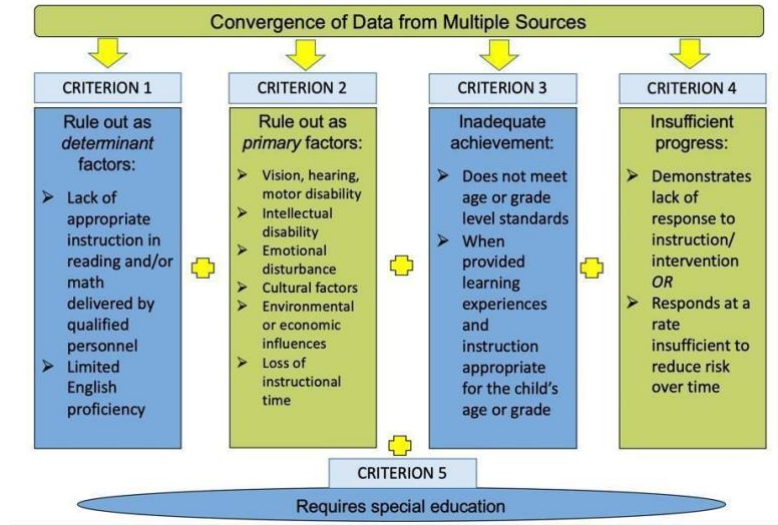 Convergence of Data from Multiple Sources
CRITERION 1
Rule out as
determinant
factors:
➢ Lack of
appropriate
instruction in
reading and/or
math
delivered by
qualified
personnel
➢ Limited
English
proficiency
CRITERION 2
Rule out as
primary factors:
➢ Vision, hearing,
motor disability
➢ Intellectual
disability
➢ Emotional
disturbance
➢ Cultural factors
➢ Environmental
or economic
influences
➢ Loss of
instructional
time
CRITERION 3
Inadequate
achievement:
➢ Does not meet
age or grade
level standards
➢ When
provided
learning
experiences
and
instruction
appropriate
for the child's
age or grade
CRITERION 4
Insufficient
progress:
➢ Demonstrates
lack of
response to
instruction/
intervention
OR
➢ Responds at a
rate
insufficient to
reduce risk
over time
CRITERION 5
Requires special education